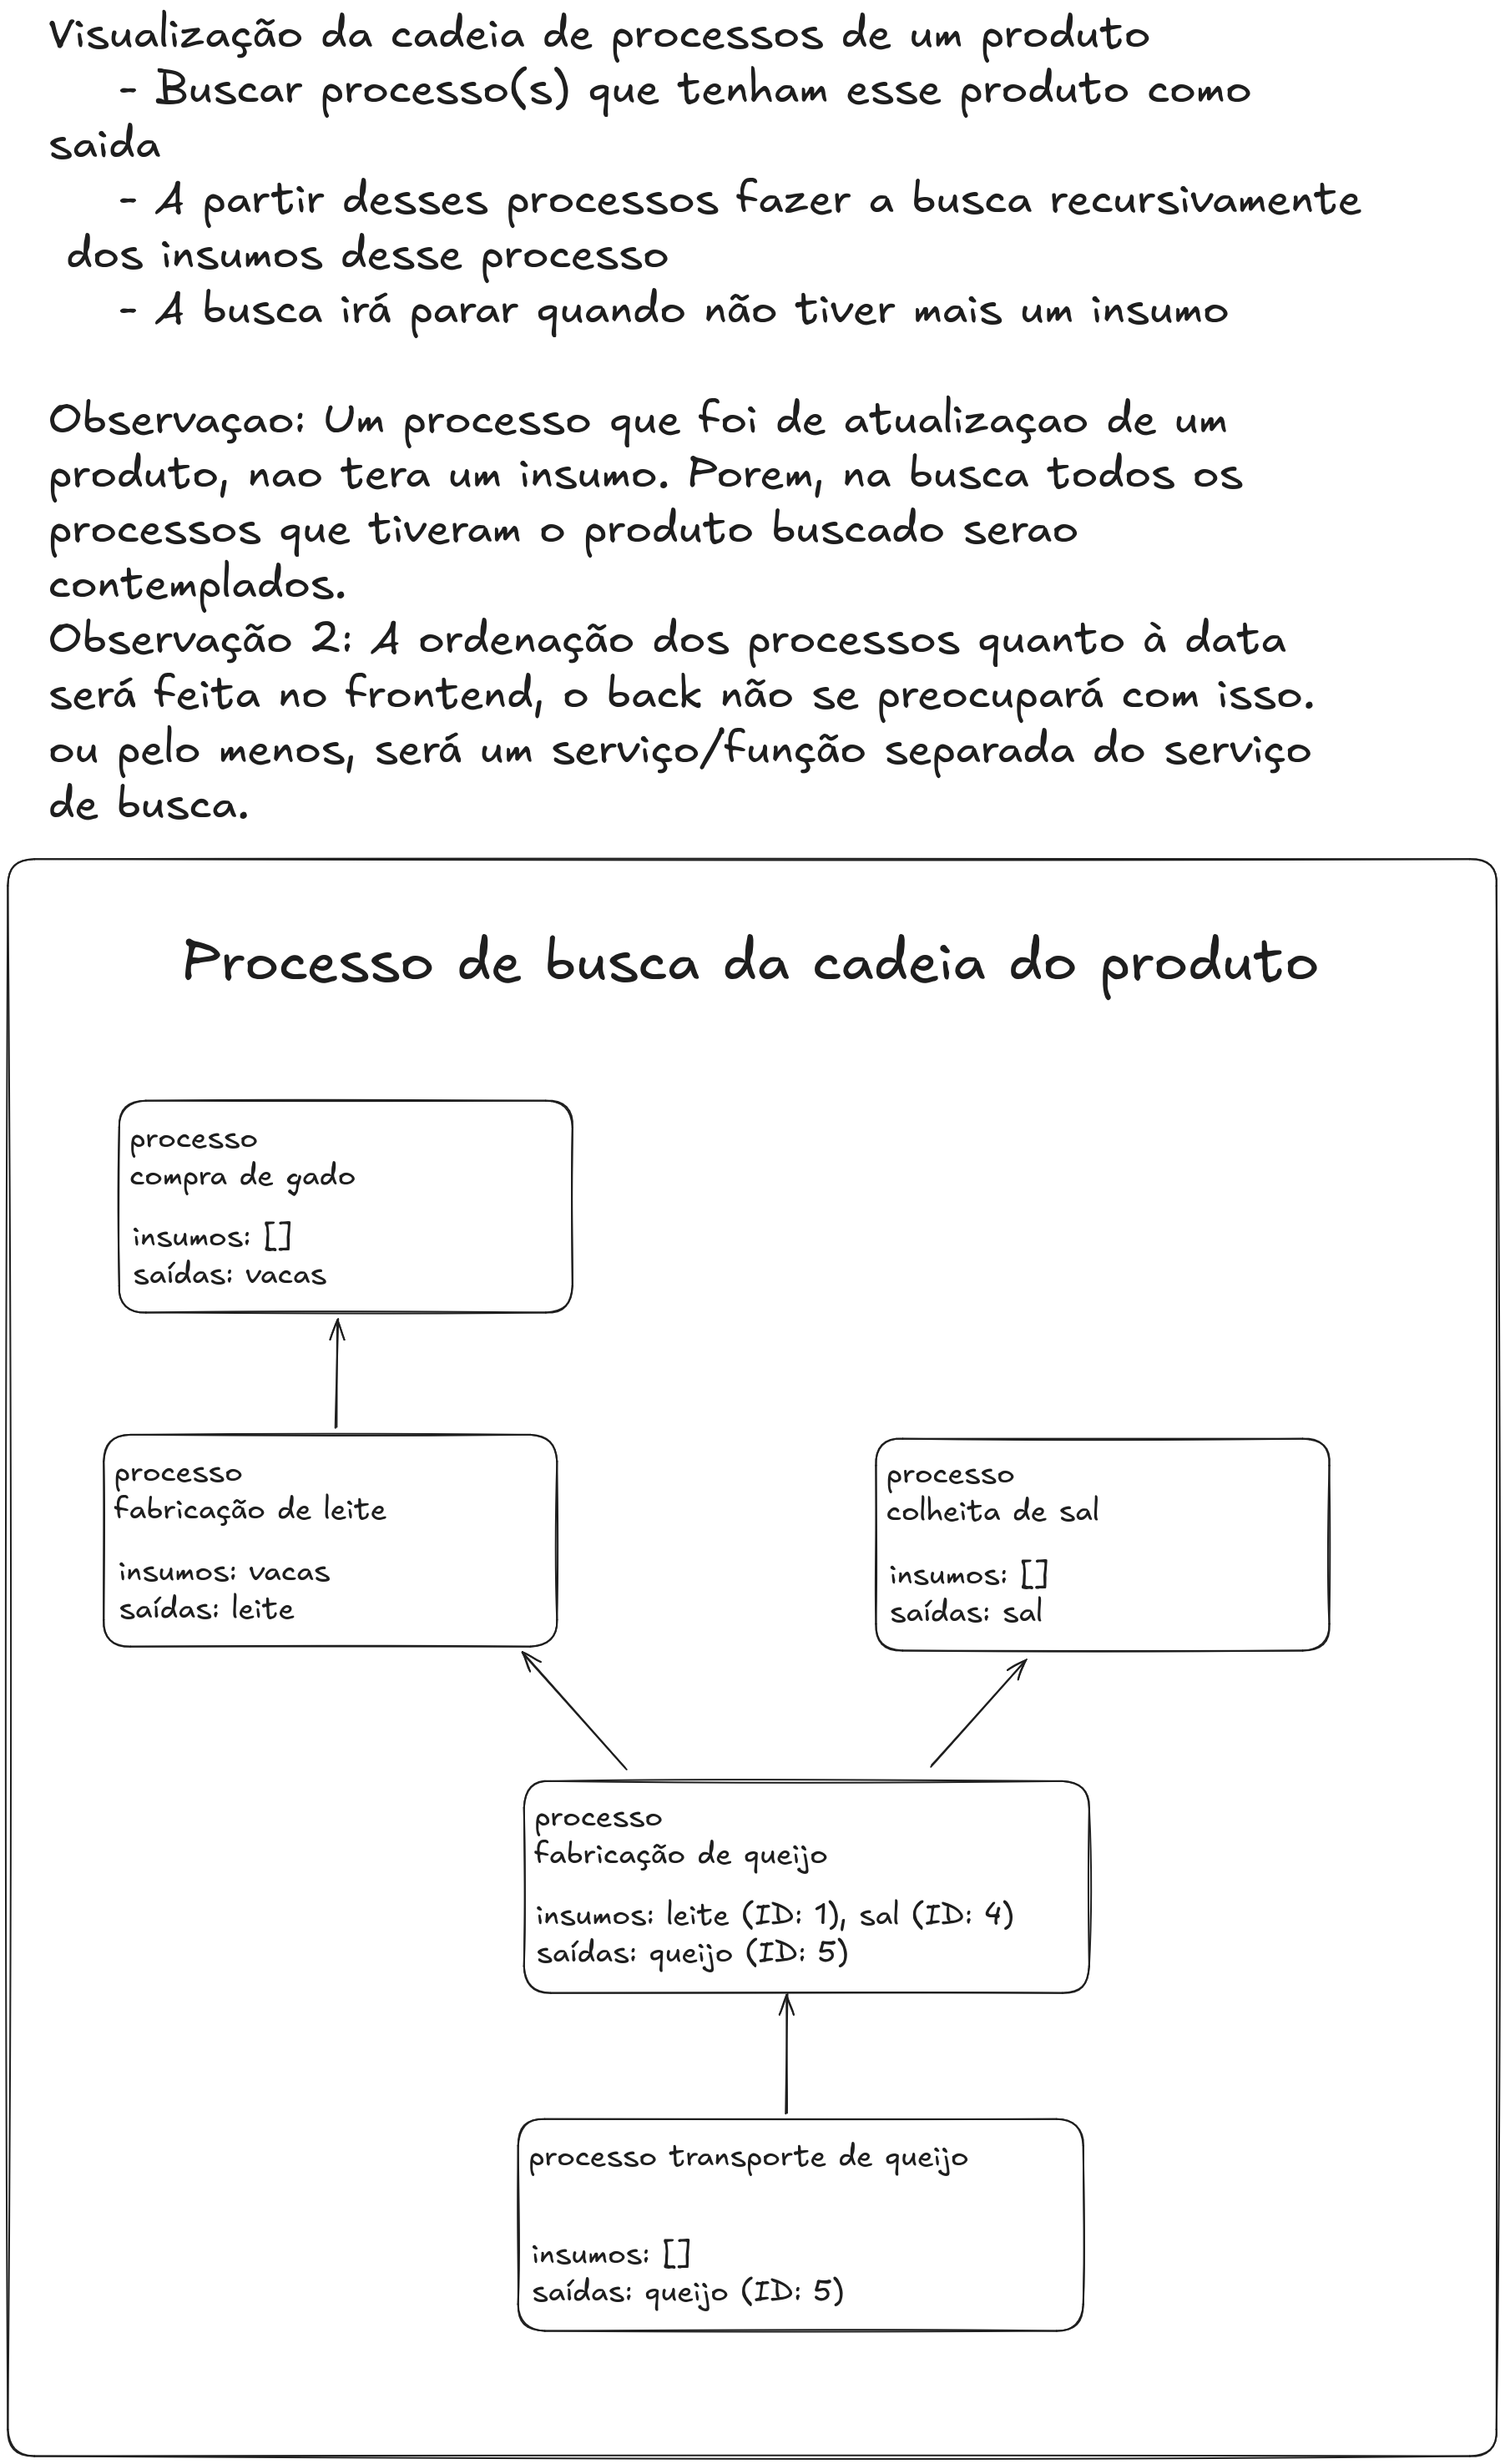 Visualização da cadeia de processos de um produto
- Buscar processo(s) que tenham esse produto como
saida
- A partir desses processos fazer a busca recursivamente
dos insumos desse processo
- A busca irá parar quando não tiver mais um insumo
Observaçao: Um processo que foi de atualizaçao de um
produto, nao tera um insumo. Porem, na busca todos os
processos que tiveram o produto buscado serao
contemplados.
Observação 2: A ordenação dos processos quanto à data
será feita no frontend, o back não se preocupará com isso.
ou pelo menos, será um serviço/função separada do serviço
de busca.
Processo de busca da cadeia do produto
processo
compra de gado
insumos: []
saídas: vacas
processo
fabricação de leite
insumos: vacas
saídas: leite
processo
colheita de sal
insumos: []
saídas: sal
processo
fabricação de queijo
insumos: leite (ID: 1), sal (ID: 4)
saídas: queijo (ID: 5)
processo transporte de queijo
insumos: []
saídas: queijo (ID: 5)